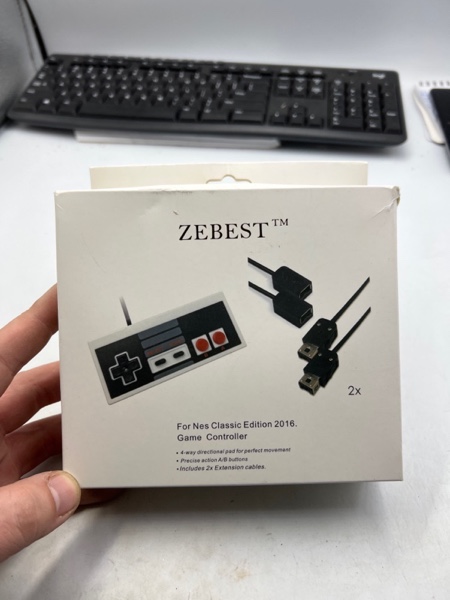 logi
ZEBEST™
2x
For Nes Classic Edition 2016.
Game Controller
• 4-way directional pad for perfect movement
• Precise action A/B buttons
• Includes 2x Extension cables.